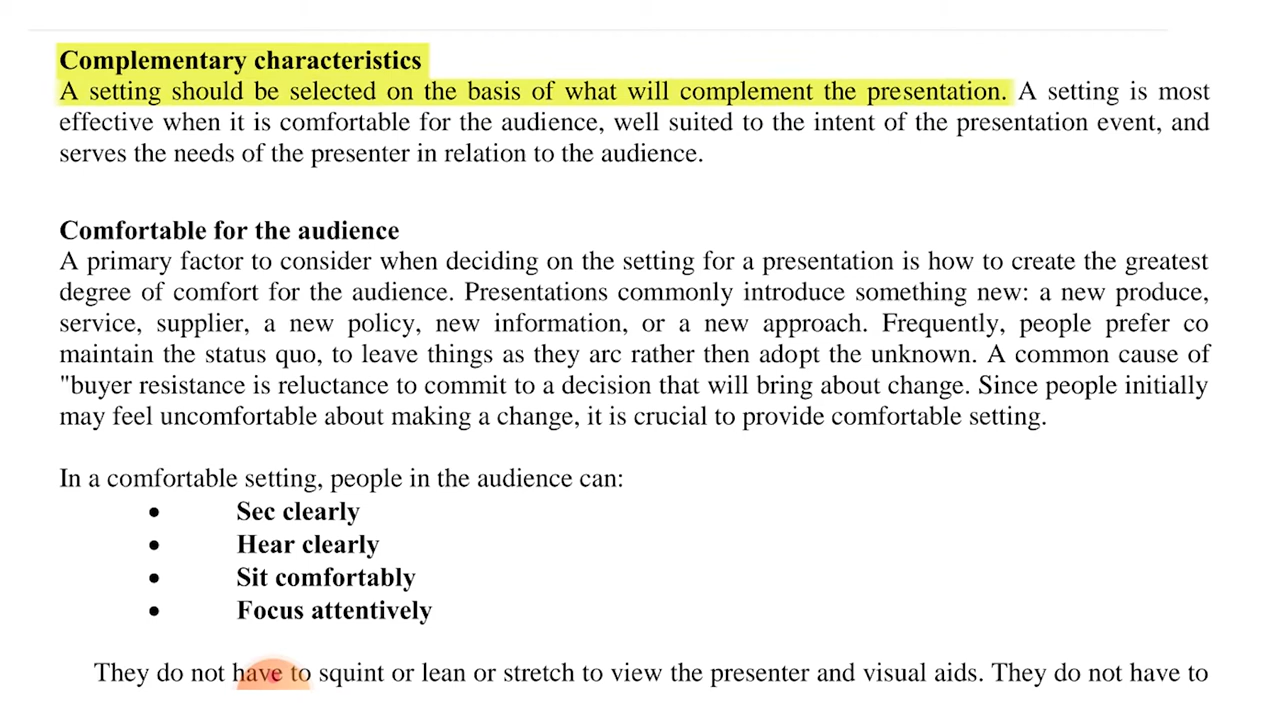 Complementary characteristics
A setting should be selected on the basis of what will complement the presentation. A setting is most
effective when it is comfortable for the audience, well suited to the intent of the presentation event, and
serves the needs of the presenter in relation to the audience.
Comfortable for the audience
A primary factor to consider when deciding on the setting for a presentation is how to create the greatest
degree of comfort for the audience. Presentations commonly introduce something new: a new produce,
service, supplier, a new policy, new information, or a new approach. Frequently, people prefer co
maintain the status quo, to leave things as they arc rather then adopt the unknown. A common cause of
"buyer resistance is reluctance to commit to a decision that will bring about change. Since people initially
may feel uncomfortable about making a change, it is crucial to provide comfortable setting.
In a comfortable setting, people in the audience can:
• Sec clearly
• Hear clearly
• Sit comfortably
• Focus attentively
They do not have to squint or lean or stretch to view the presenter and visual aids. They do not have to